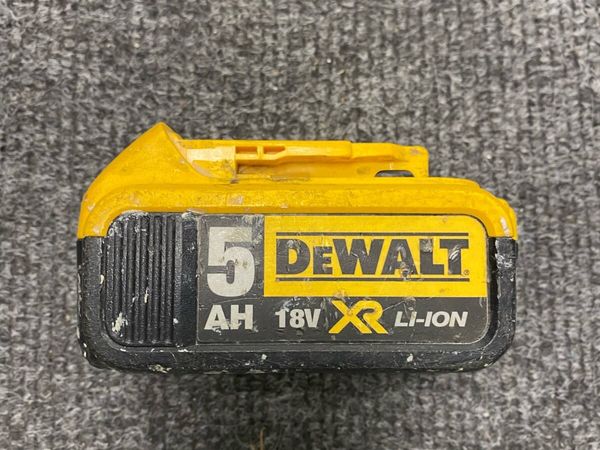 5
AH
DEWALT
18V XR LI-ION